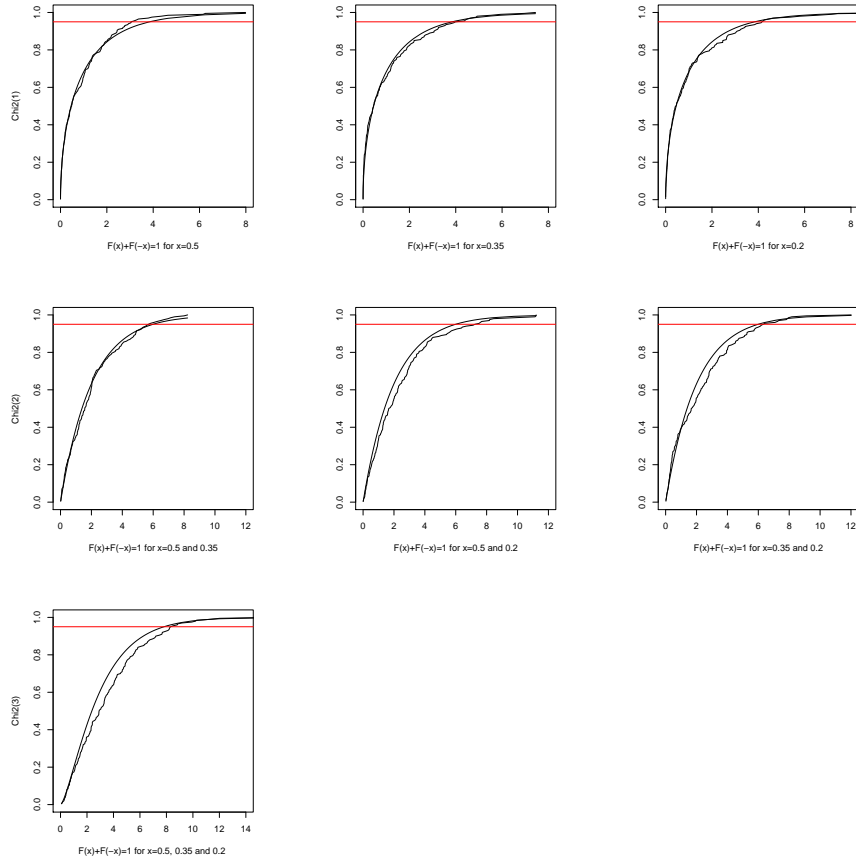 0.0 0.2 0.4 0.6 0.8 1.0
Chi2(1)
0 2 4 6 8
F(x)+F(−x)=1 for x=0.5
0 2 4 6 8
F(x)+F(−x)=1 for x=0.35
0 2 4 6 8
F(x)+F(−x)=1 for x=0.2
0.0 0.2 0.4 0.6 0.8 1.0
0.0 0.2 0.4 0.6 0.8 1.0
Chi2(2)
0 2 4 6 8 10 12
F(x)+F(−x)=1 for x=0.5 and 0.35
0.0 0.2 0.4 0.6 0.8 1.0
0 2 4 6 8 10 12
F(x)+F(−x)=1 for x=0.5 and 0.2
0.0 0.2 0.4 0.6 0.8 1.0
0 2 4 6 8 10 12
F(x)+F(−x)=1 for x=0.35 and 0.2
0.0 0.2 0.4 0.6 0.8 1.0
0.0 0.2 0.4 0.6 0.8 1.0
Chi2(3)
0 2 4 6 8 10 12 14
F(x)+F(−x)=1 for x=0.5, 0.35 and 0.2